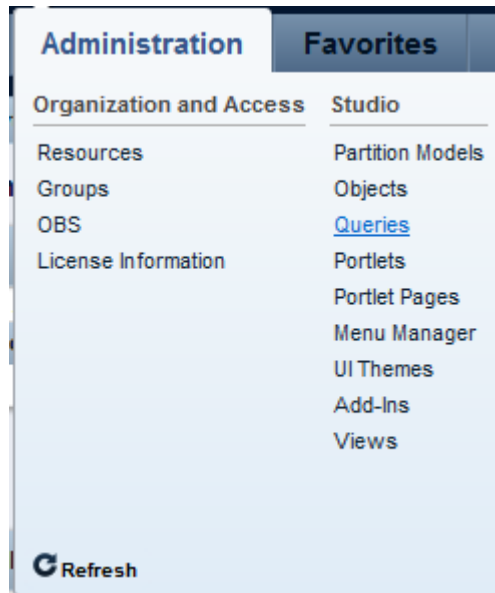 Administration
Favorites
Organization and Access
Resources
Groups
OBS
License Information
Studio
Partition Models
Objects
Queries
Portlets
Portlet Pages
Menu Manager
UI Themes
Add-Ins
Views
Refresh